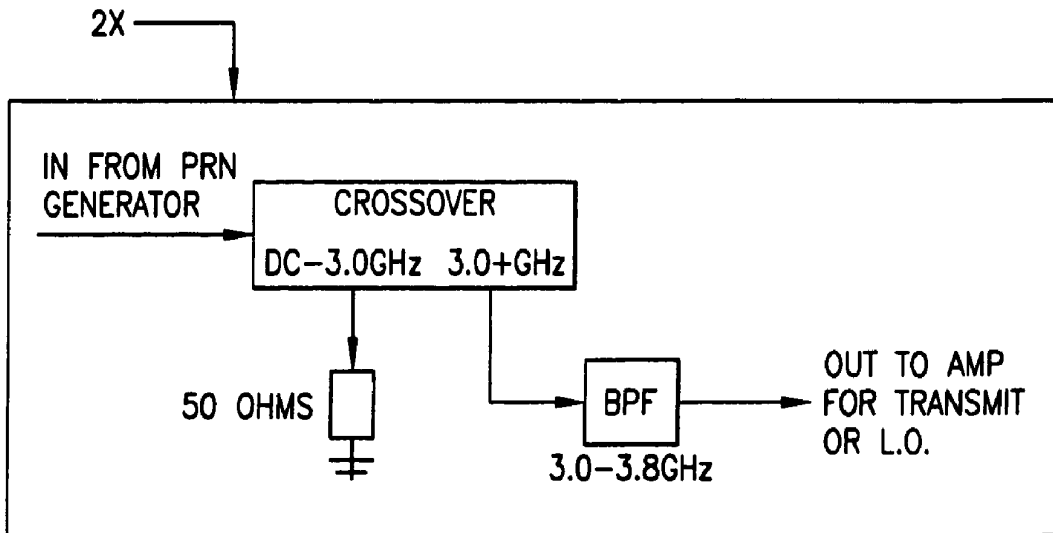 2X
IN FROM PRN
GENERATOR
CROSSOVER
DC-3.0GHz 3.0+GHz
50 OHMS
BPF
3.0-3.8GHz
OUT TO AMP
FOR TRANSMIT
OR L.O.